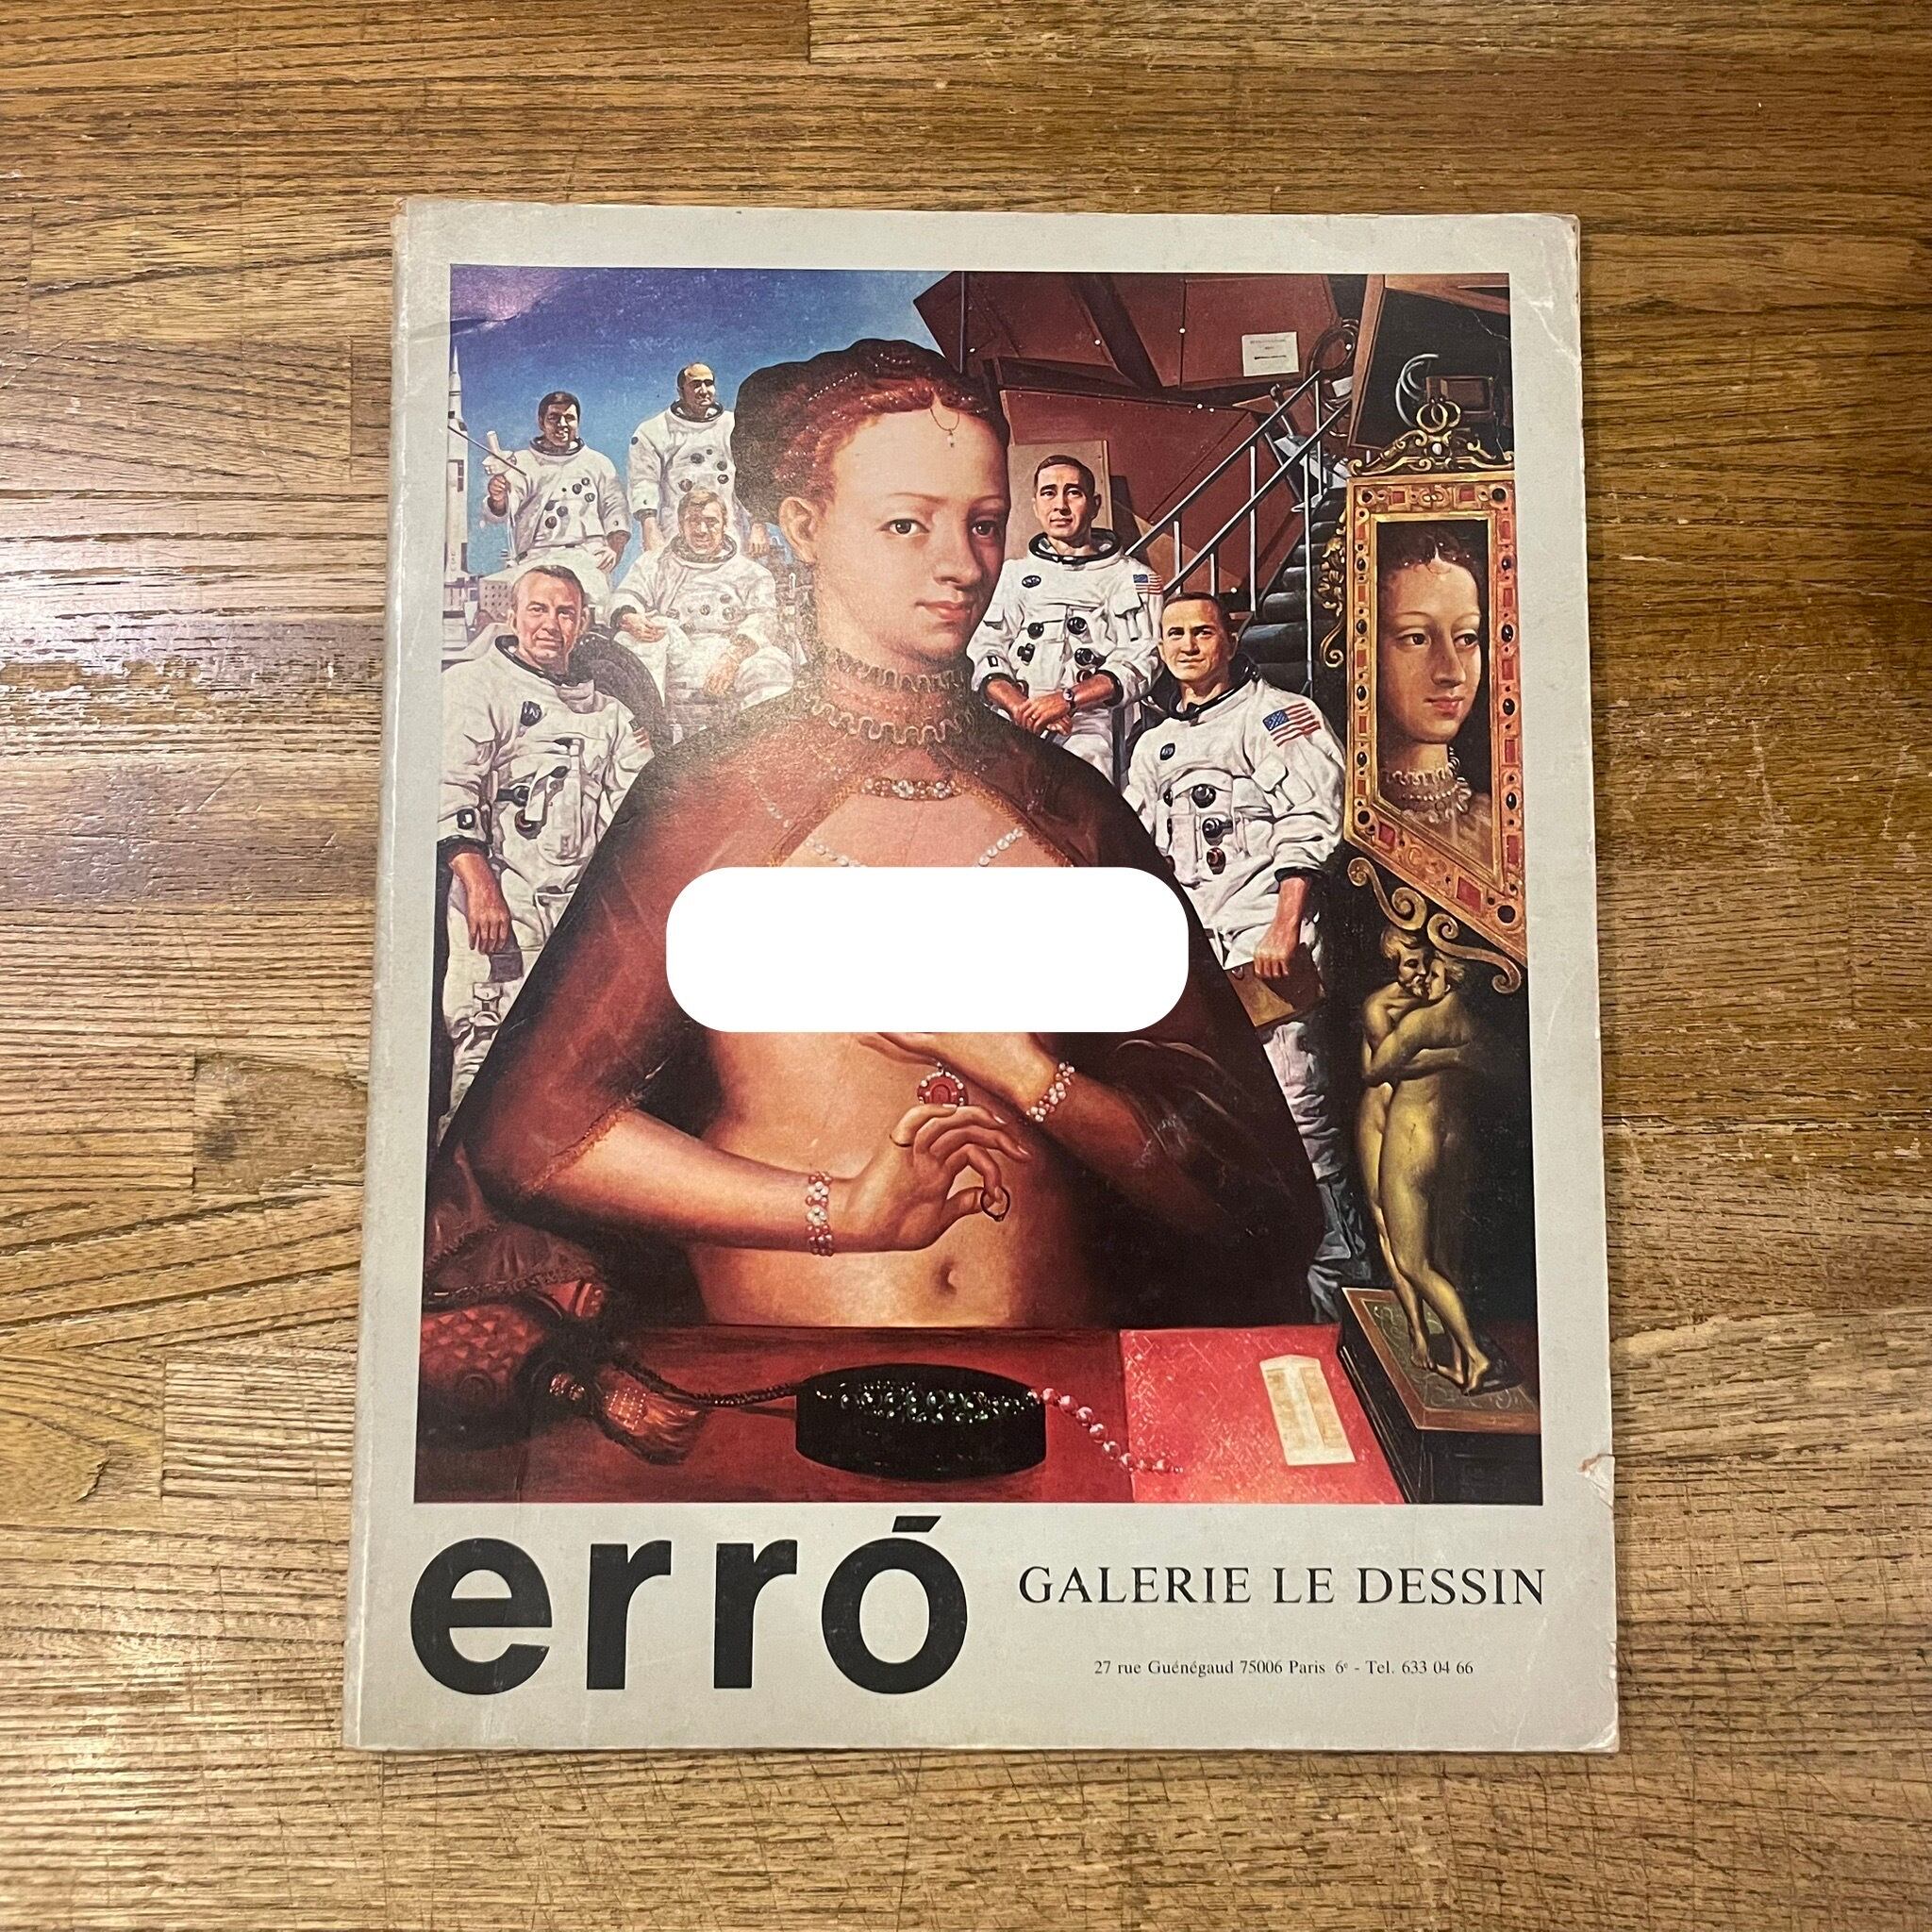 erró
GALERIE LE DESSIN
27 rue Guénégaud 75006 Paris 6e - Tel. 633 04 66